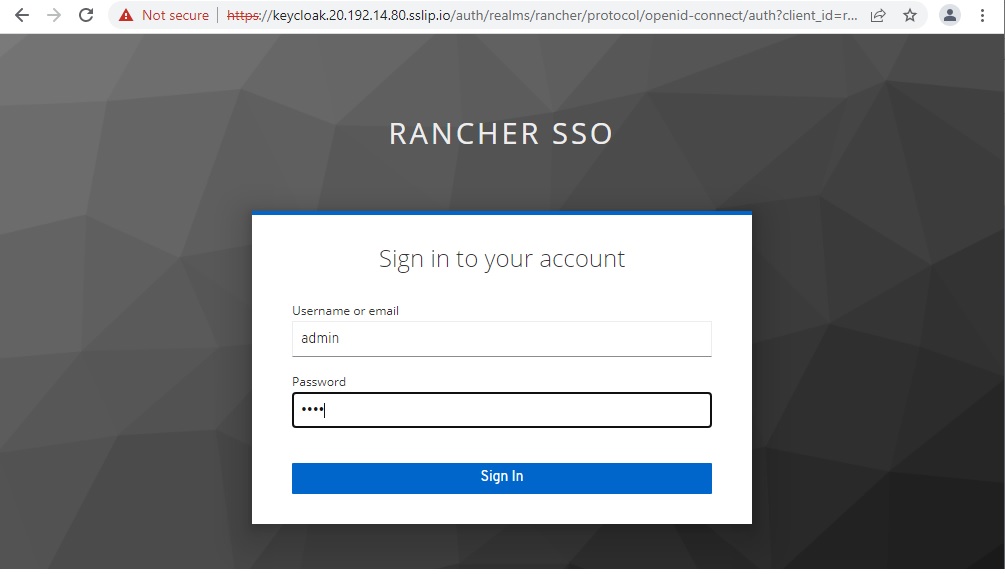 Not secure | https://keycloak.20.192.14.80.sslip.io/auth/realms/rancher/protocol/openid-connect/auth?client_id=r...
RANCHER SSO
Sign in to your account
Username or email
admin
Password
••••
Sign In